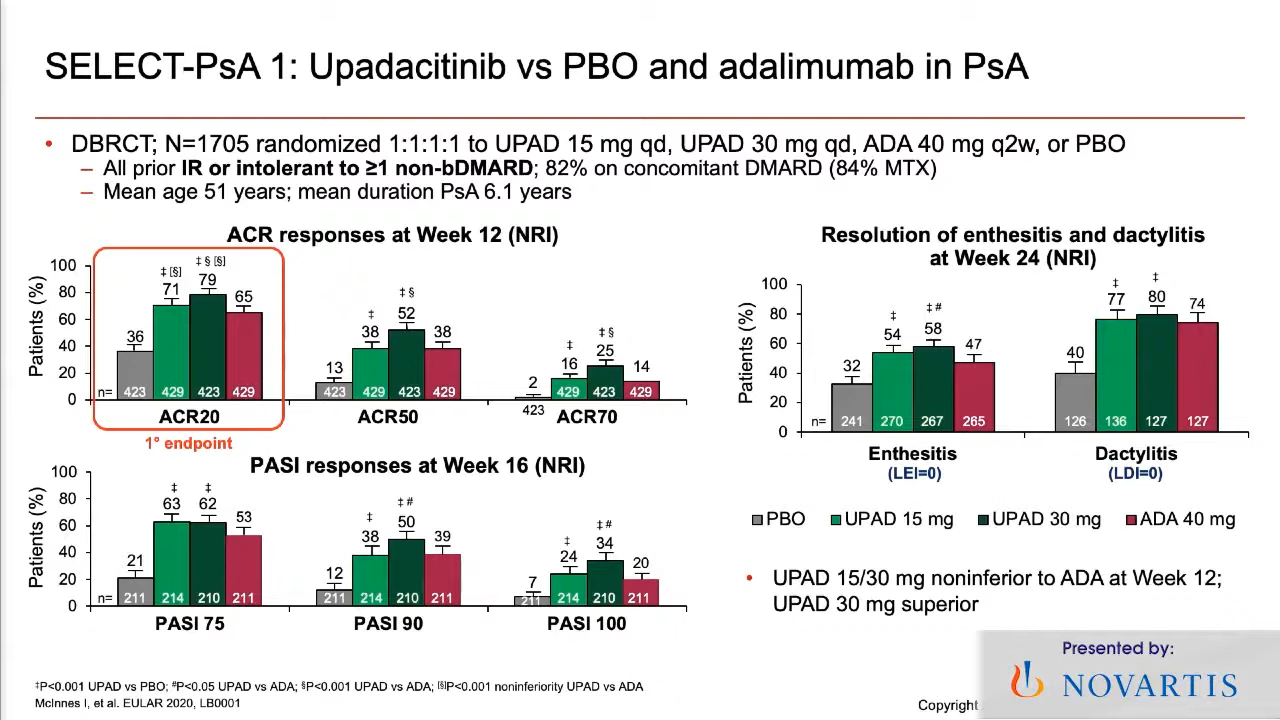 SELECT-PsA 1: Upadacitinib vs PBO and adalimumab in PsA
• DBRCT; N=1705 randomized 1:1:1:1 to UPAD 15 mg qd, UPAD 30 mg qd, ADA 40 mg q2w, or PBO
– All prior IR or intolerant to ≥1 non-bDMARD; 82% on concomitant DMARD (84% MTX)
– Mean age 51 years; mean duration PsA 6.1 years
ACR responses at Week 12 (NRI)
Patients (%)
100
80
60
40
20
0
‡ [§]
‡ § [§]
36
71
79
65
n=
423
429
423
429
ACR20
1° endpoint
‡
‡ §
13
38
52
38
423
429
423
429
ACR50
‡
‡ §
2
16
25
14
423
429
423
429
ACR70
PASI responses at Week 16 (NRI)
Patients (%)
100
80
60
40
20
0
‡
‡
21
63
62
53
n=
211
214
210
211
PASI 75
‡
‡ #
12
38
50
39
211
214
210
211
PASI 90
‡
‡ #
7
24
34
20
211
214
210
211
PASI 100
Resolution of enthesitis and dactylitis
at Week 24 (NRI)
Patients (%)
100
80
60
40
20
0
‡
‡ #
32
54
58
47
n=
241
270
267
265
Enthesitis
(LEI=0)
‡
‡
40
77
80
74
126
136
127
127
Dactylitis
(LDI=0)
PBO UPAD 15 mg UPAD 30 mg ADA 40 mg
• UPAD 15/30 mg noninferior to ADA at Week 12;
UPAD 30 mg superior
‡P<0.001 UPAD vs PBO; #P<0.05 UPAD vs ADA; §P<0.001 UPAD vs ADA; [§]P<0.001 noninferiority UPAD vs ADA
McInnes I, et al. EULAR 2020, LB0001
Copyright
Presented by:
NOVARTIS